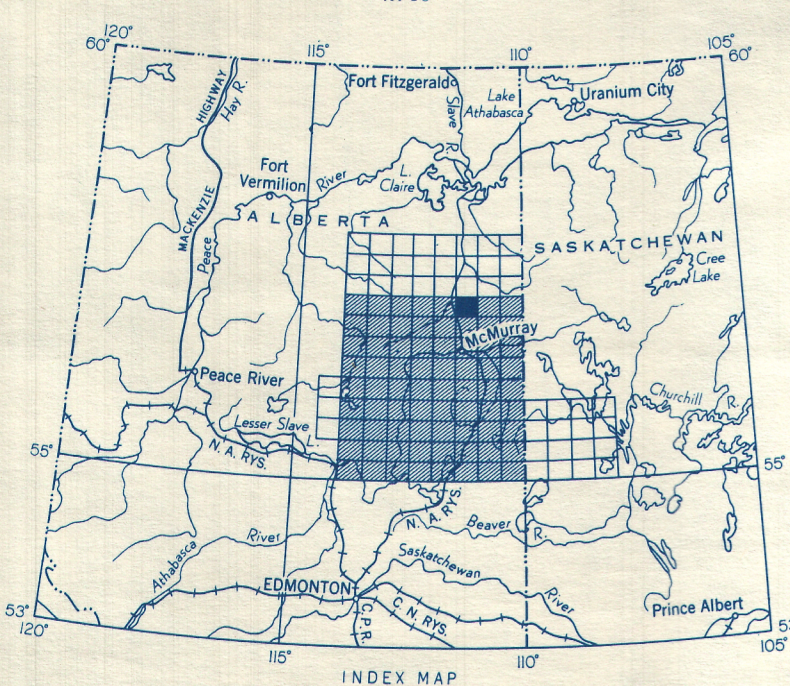 120°
60°
115°
110°
105°
60°
HIGHWAY
Hay R.
Fort Fitzgerald
Slave R.
Lake
Athabasca
Uranium City
Fort
Vermilion
River
L.
Claire
MACKENZIE
Peace
ALBERTA
SASKATCHEWAN
Cree
Lake
McMurray
Peace River
Lesser Slave
L.
N. A. RYS.
Churchill
R.
55°
55°
N. A. RYS.
Beaver
R.
Athabasca
River
Saskatchewan
River
EDMONTON
C. N. RYS.
C.P.R.
Prince Albert
53°
120°
115°
110°
105°
INDEX MAP